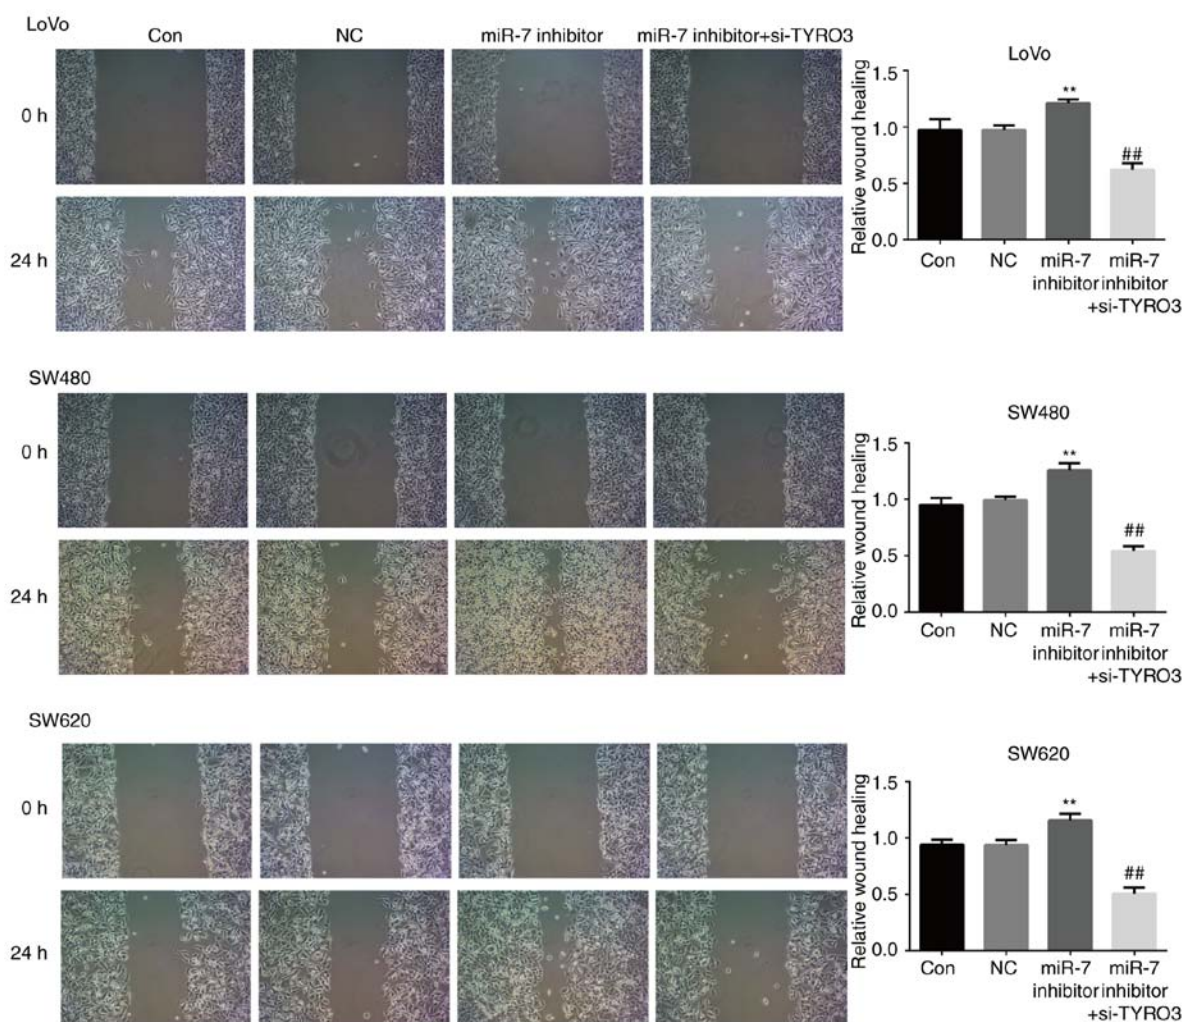 LoVo
Con NC miR-7 inhibitor miR-7 inhibitor+si-TYRO3
0 h
24 h
LoVo
Relative wound healing
1.5
1.0
0.5
0.0
**
##
Con NC miR-7 miR-7
inhibitor inhibitor
+si-TYRO3
SW480
0 h
24 h
SW480
Relative wound healing
1.5
1.0
0.5
0.0
**
##
Con NC miR-7 miR-7
inhibitor inhibitor
+si-TYRO3
SW620
0 h
24 h
SW620
Relative wound healing
1.5
1.0
0.5
0.0
**
##
Con NC miR-7 miR-7
inhibitor inhibitor
+si-TYRO3